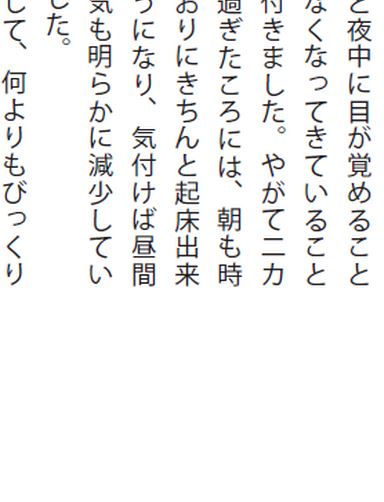 と夜中に目が覚めること
なくなってきていること
付きました。やがて二カ
過ぎたころには、朝も時
おりにきちんと起床出来
うになり、気付けば昼間
気も明らかに減少してい
した。
して、何よりもびっくり